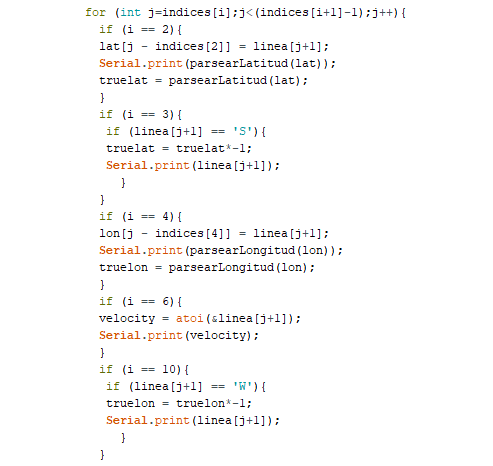 for (int j=indices[i];j<(indices[i+1]-1);j++){
if (i == 2){
lat[j - indices[2]] = linea[j+1];
Serial.print(parsearLatitud(lat));
truelat = parsearLatitud(lat);
}
if (i == 3){
if (linea[j+1] == 'S'){
truelat = truelat*-1;
Serial.print(linea[j+1]);
}
}
if (i == 4){
lon[j - indices[4]] = linea[j+1];
Serial.print(parsearLongitud(lon));
truelon = parsearLongitud(lon);
}
if (i == 6){
velocity = atoi(&linea[j+1]);
Serial.print(velocity);
}
if (i == 10){
if (linea[j+1] == 'W'){
truelon = truelon*-1;
Serial.print(linea[j+1]);
}
}